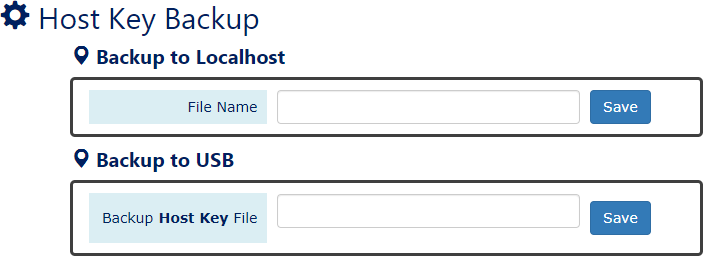 Host Key Backup
Backup to Localhost
File Name Save
Backup to USB
Backup Host Key File Save